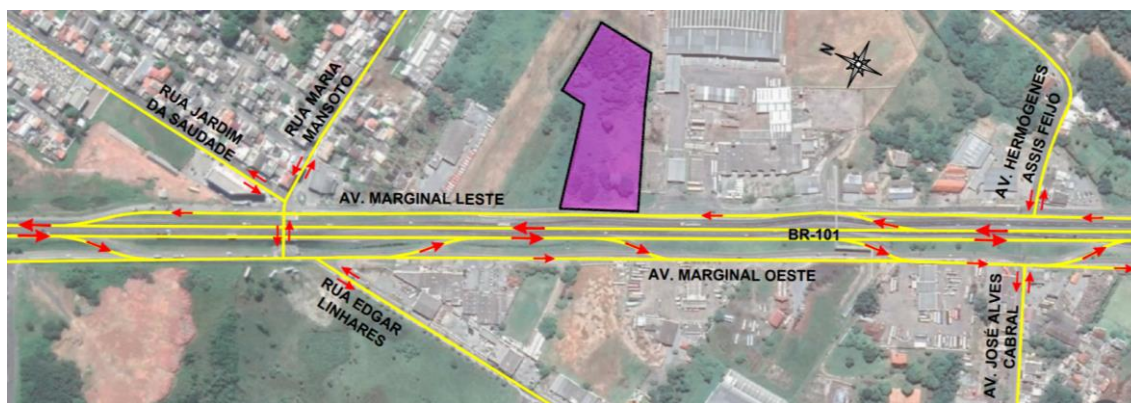 RUA JARDIM
DA SAUDADE
RUA MARIA
MANSOTO
N
AV. HERMÓGENES
ASSIS FEIJÓ
AV. MARGINAL LESTE
BR-101
AV. MARGINAL OESTE
RUA EDGAR
LINHARES
AV. JOSÉ ALVES
CABRAL